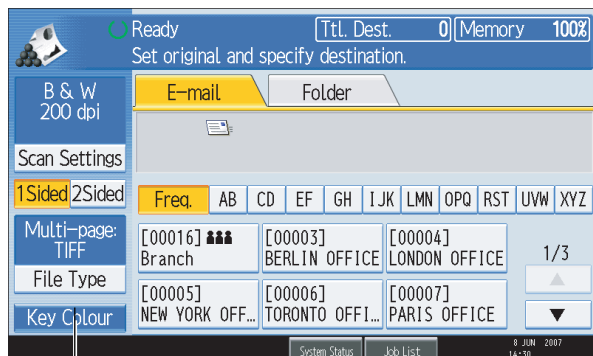 Ready
Ttl. Dest. 0
Memory 100%
Set original and specify destination.
B & W
200 dpi
Scan Settings
1 Sided 2Sided
Multi-page:
TIFF
File Type
Key Colour
E-mail
Folder
Freq. AB CD EF GH IJK LMN OPQ RST UVW XYZ
[00016]
Branch
[00003]
BERLIN OFFICE
[00004]
LONDON OFFICE
[00005]
NEW YORK OFF...
[00006]
TORONTO OFFI...
[00007]
PARIS OFFICE
1/3
System Status
Job List
8 JUN 2007
14:30